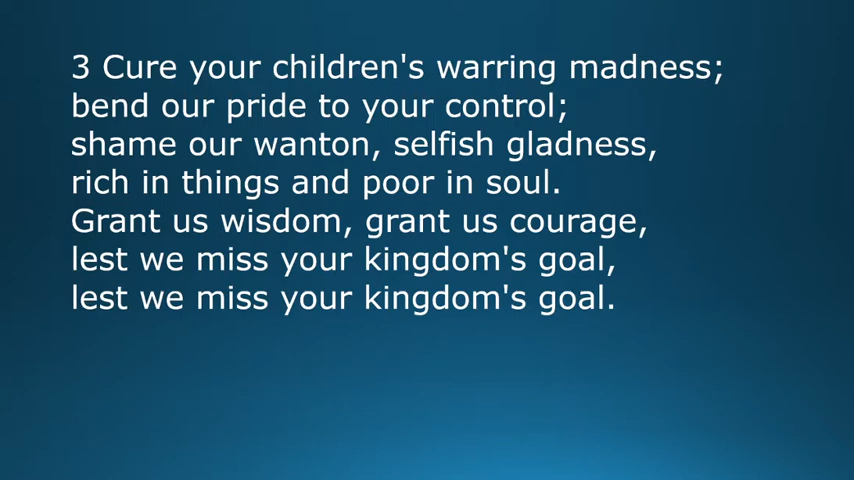 3 Cure your children's warring madness;
bend our pride to your control;
shame our wanton, selfish gladness,
rich in things and poor in soul.
Grant us wisdom, grant us courage,
lest we miss your kingdom's goal,
lest we miss your kingdom's goal.